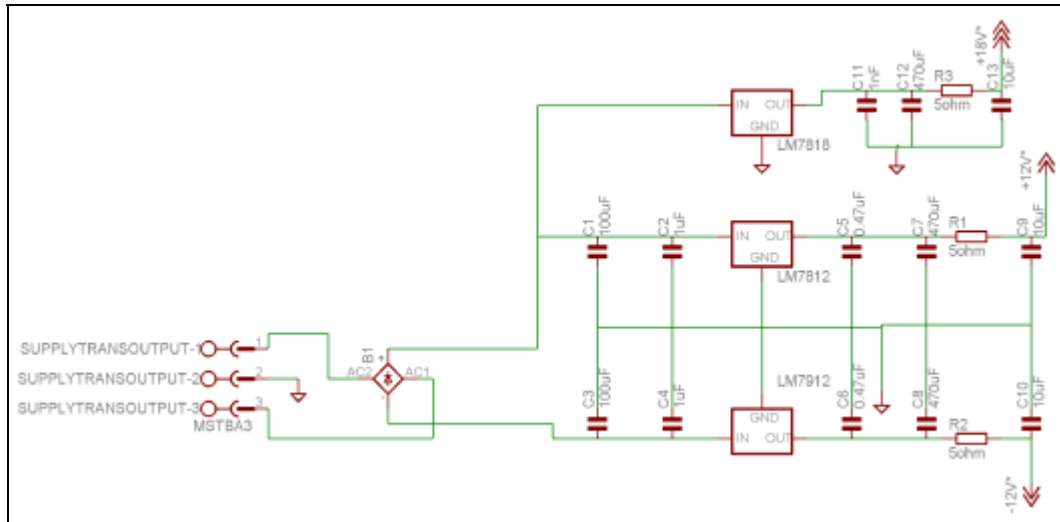 +18V*
C11
1nF
C12
470uF
R3
5ohm
C13
10uF
IN OUT
GND
LM7818
+12V*
C1
100uF
C2
1uF
IN OUT
GND
LM7812
C5
0.47uF
C7
470uF
R1
5ohm
C9
10uF
SUPPLYTRANSOUTPUT-1
1
SUPPLYTRANSOUTPUT-2
2
SUPPLYTRANSOUTPUT-3
3
MSTBA3
B1
AC2
+
AC1
-
C3
100uF
C4
1uF
LM7912
GND
IN OUT
C6
0.47uF
C8
470uF
R2
5ohm
C10
10uF
-12V*